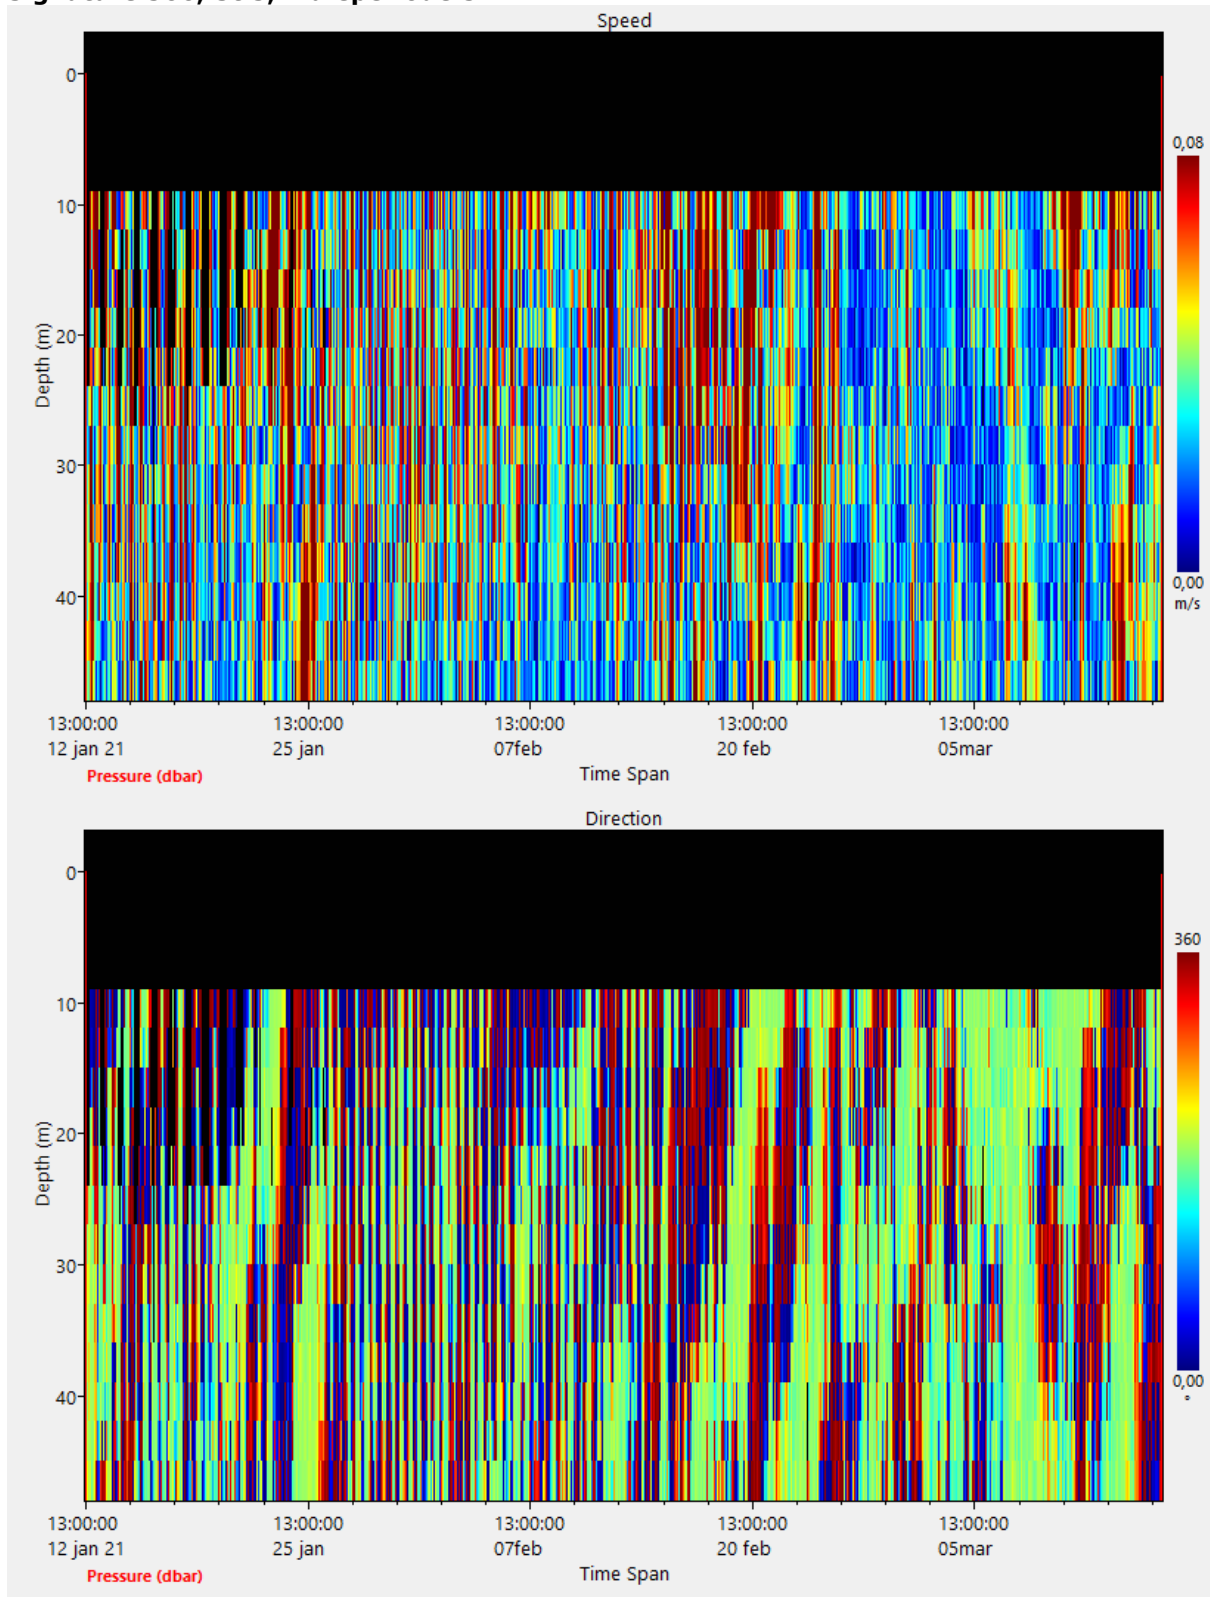 Speed
0
10
20
30
40
Depth (m)
0,08
0,00
m/s
13:00:00 13:00:00 13:00:00 13:00:00 13:00:00
12 jan 21 25 jan 07feb 20 feb 05mar
Pressure (dbar)
Time Span
Direction
0
10
20
30
40
Depth (m)
360
0,00
°
13:00:00 13:00:00 13:00:00 13:00:00 13:00:00
12 jan 21 25 jan 07feb 20 feb 05mar
Pressure (dbar)
Time Span